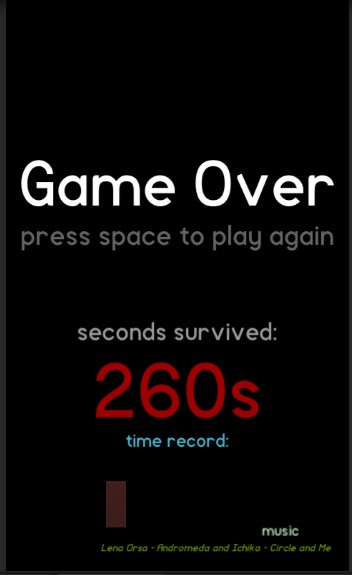 Game Over
press space to play again
seconds survived:
260s
time record:
music
Lena Orsa - Andromeda and Ichika - Circle and Me